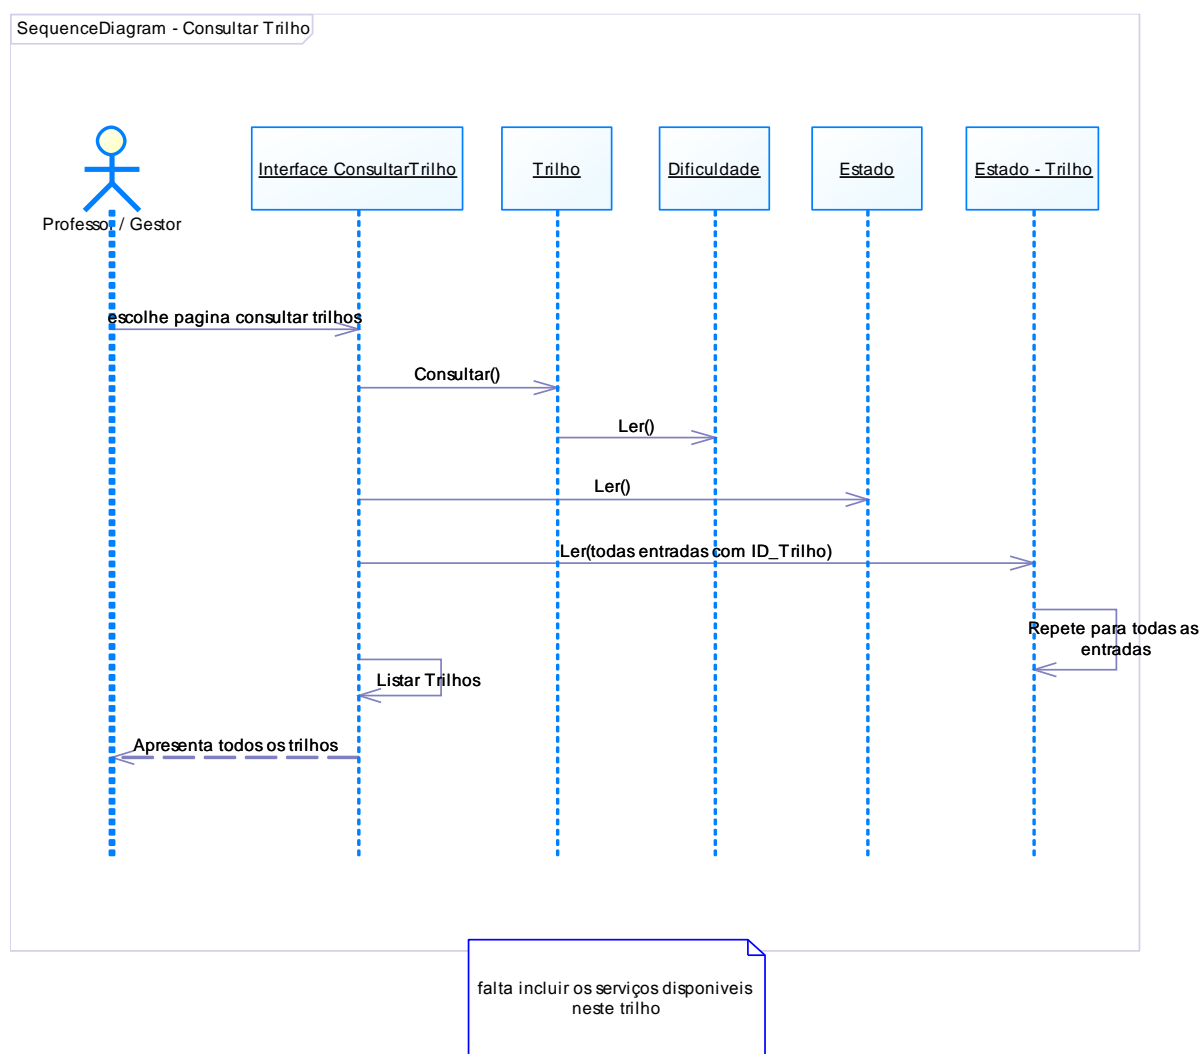 SequenceDiagram - Consultar Trilho
Interface ConsultarTrilho
Trilho
Dificuldade
Estado
Estado - Trilho
Professor / Gestor
escolhe pagina consultar trilhos
Consultar()
Ler()
Ler()
Ler(todas entradas com ID_Trilho)
Repete para todas as
entradas
Listar Trilhos
Apresenta todos os trilhos
falta incluir os serviços disponiveis
neste trilho